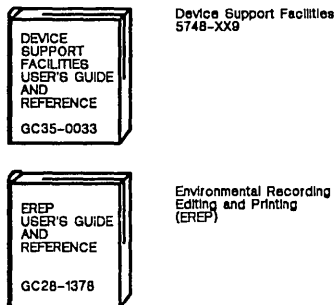 DEVICE
SUPPORT
FACILITIES
USER'S GUIDE
AND
REFERENCE
GC35-0033
Device Support Facilities
5748-XX9
EREP
USER'S GUIDE
AND
REFERENCE
GC28-1378
Environmental Recording
Editing and Printing
(EREP)